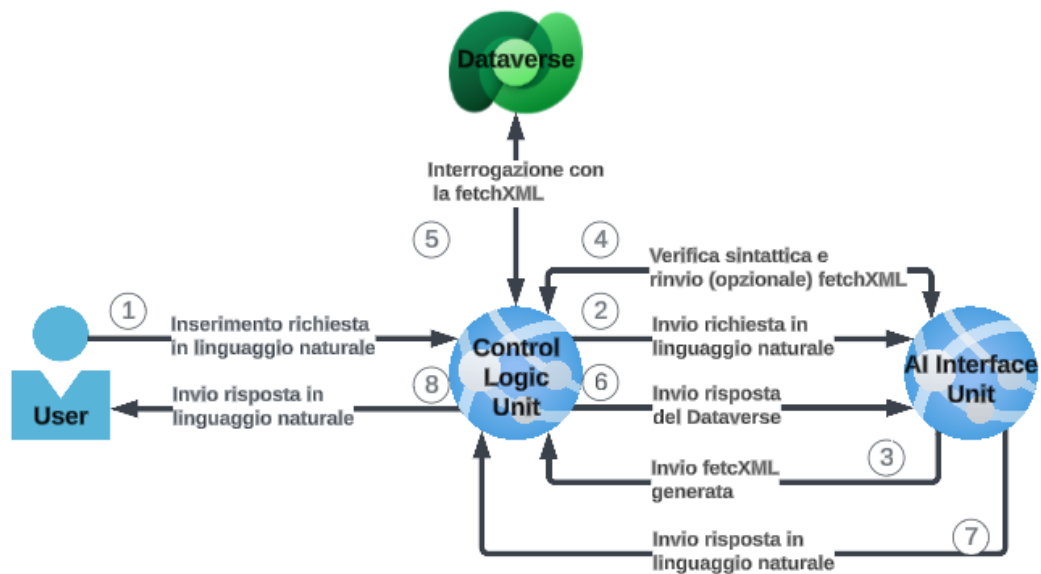 Dataverse
Interrogazione con
la fetchXML
5
4
Verifica sintattica e
rinvio (opzionale) fetchXML
1
Inserimento richiesta
in linguaggio naturale
2
Invio richiesta in
linguaggio naturale
User
Invio risposta in
linguaggio naturale
8
Control
Logic
Unit
6
Invio risposta
del Dataverse
AI Interface
Unit
3
Invio fetcXML
generata
7
Invio risposta in
linguaggio naturale